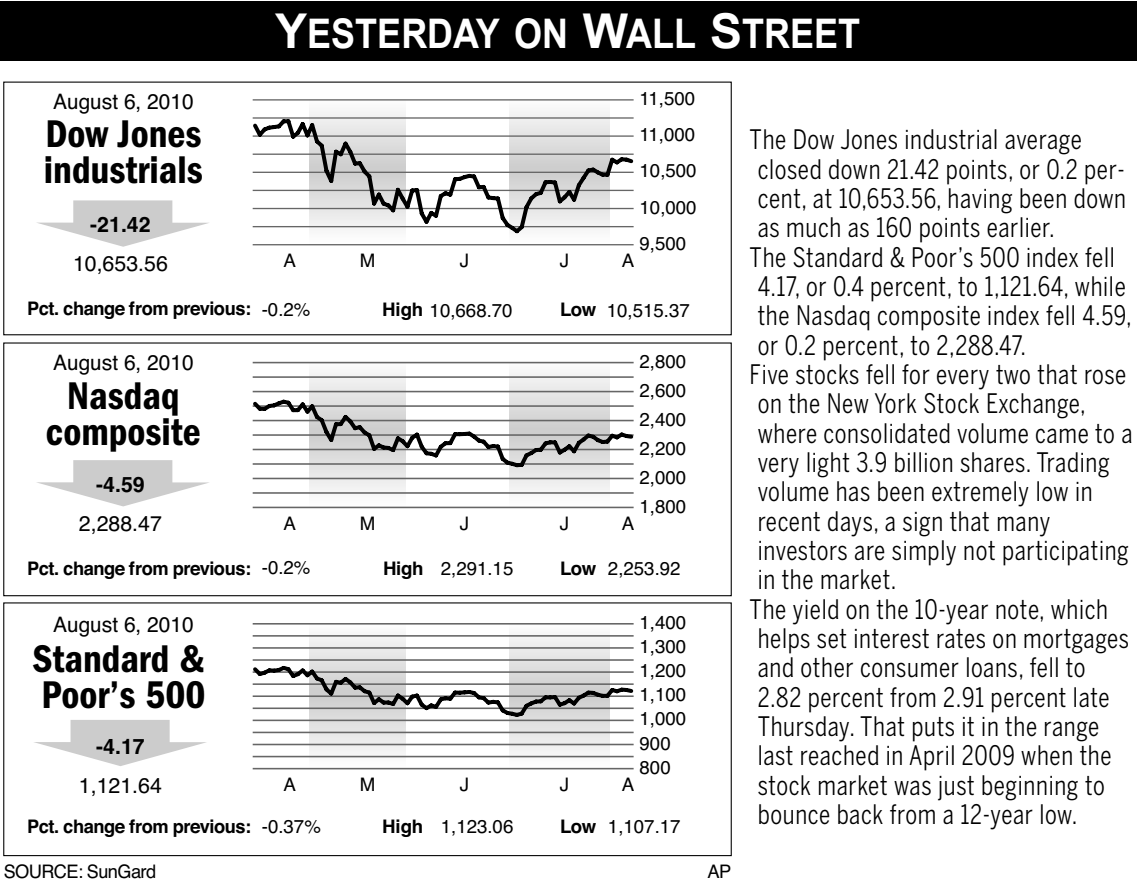 YESTERDAY ON WALL STREET
August 6, 2010
Dow Jones
industrials
-21.42
10,653.56
11,500
11,000
10,500
10,000
9,500
A M J J A
Pct. change from previous: -0.2% High 10,668.70 Low 10,515.37
August 6, 2010
Nasdaq
composite
-4.59
2,288.47
2,800
2,600
2,400
2,200
2,000
1,800
A M J J A
Pct. change from previous: -0.2% High 2,291.15 Low 2,253.92
August 6, 2010
Standard &
Poor's 500
-4.17
1,121.64
1,400
1,300
1,200
1,100
1,000
900
800
A M J J A
Pct. change from previous: -0.37% High 1,123.06 Low 1,107.17
SOURCE: SunGard AP
The Dow Jones industrial average
closed down 21.42 points, or 0.2 per-
cent, at 10,653.56, having been down
as much as 160 points earlier.
The Standard & Poor's 500 index fell
4.17, or 0.4 percent, to 1,121.64, while
the Nasdaq composite index fell 4.59,
or 0.2 percent, to 2,288.47.
Five stocks fell for every two that rose
on the New York Stock Exchange,
where consolidated volume came to a
very light 3.9 billion shares. Trading
volume has been extremely low in
recent days, a sign that many
investors are simply not participating
in the market.
The yield on the 10-year note, which
helps set interest rates on mortgages
and other consumer loans, fell to
2.82 percent from 2.91 percent late
Thursday. That puts it in the range
last reached in April 2009 when the
stock market was just beginning to
bounce back from a 12-year low.